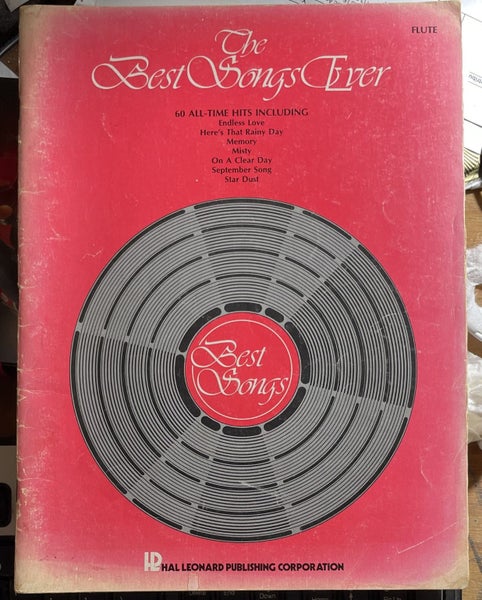 FLUTE
The
Best Songs Ever
60 ALL-TIME HITS INCLUDING
Endless Love
Here's That Rainy Day
Memory
Misty
On A Clear Day
September Song
Star Dust
Best
Songs
HAL LEONARD PUBLISHING CORPORATION